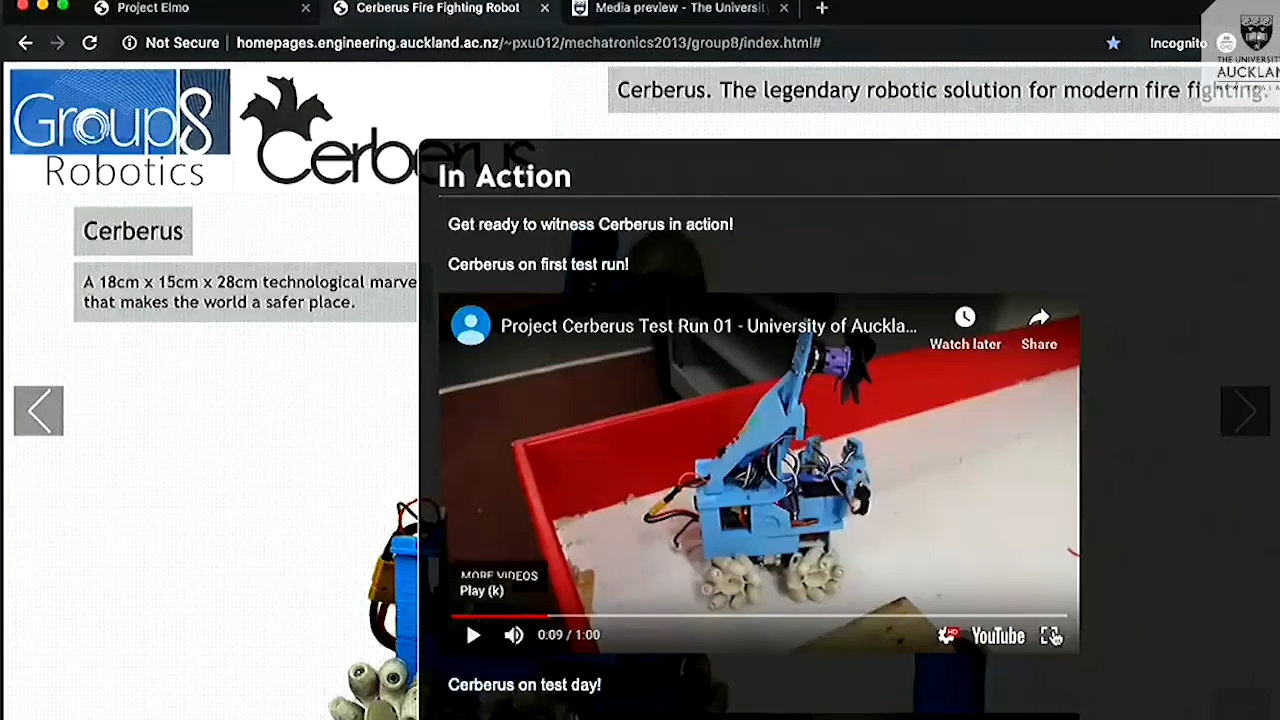 Project Elmo
Cerberus Fire Fighting Robot
Media preview - The Universit
Not Secure
homepages.engineering.auckland.ac.nz/~pxu012/mechatronics2013/group8/index.html#
Incognito
THE UNIVERSITY
AUCKLAN
Group8
Robotics
Cerberus
Cerberus. The legendary robotic solution for modern fire fighting.
In Action
Cerberus
Get ready to witness Cerberus in action!
Cerberus on first test run!
A 18cm x 15cm x 28cm technological marve
that makes the world a safer place.
Project Cerberus Test Run 01 - University of Auckla...
Watch later
Share
MORE VIDEOS
Play (k)
0:09 / 1:00
HD
YouTube
Cerberus on test day!